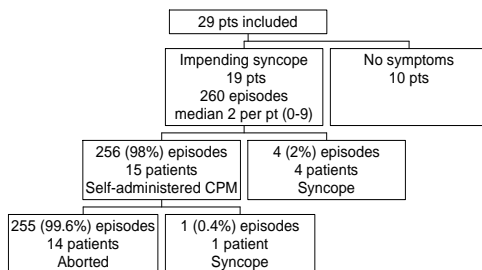 29 pts included
Impending syncope
19 pts
260 episodes
median 2 per pt (0-9)
No symptoms
10 pts
256 (98%) episodes
15 patients
Self-administered CPM
4 (2%) episodes
4 patients
Syncope
255 (99.6%) episodes
14 patients
Aborted
1 (0.4%) episodes
1 patient
Syncope